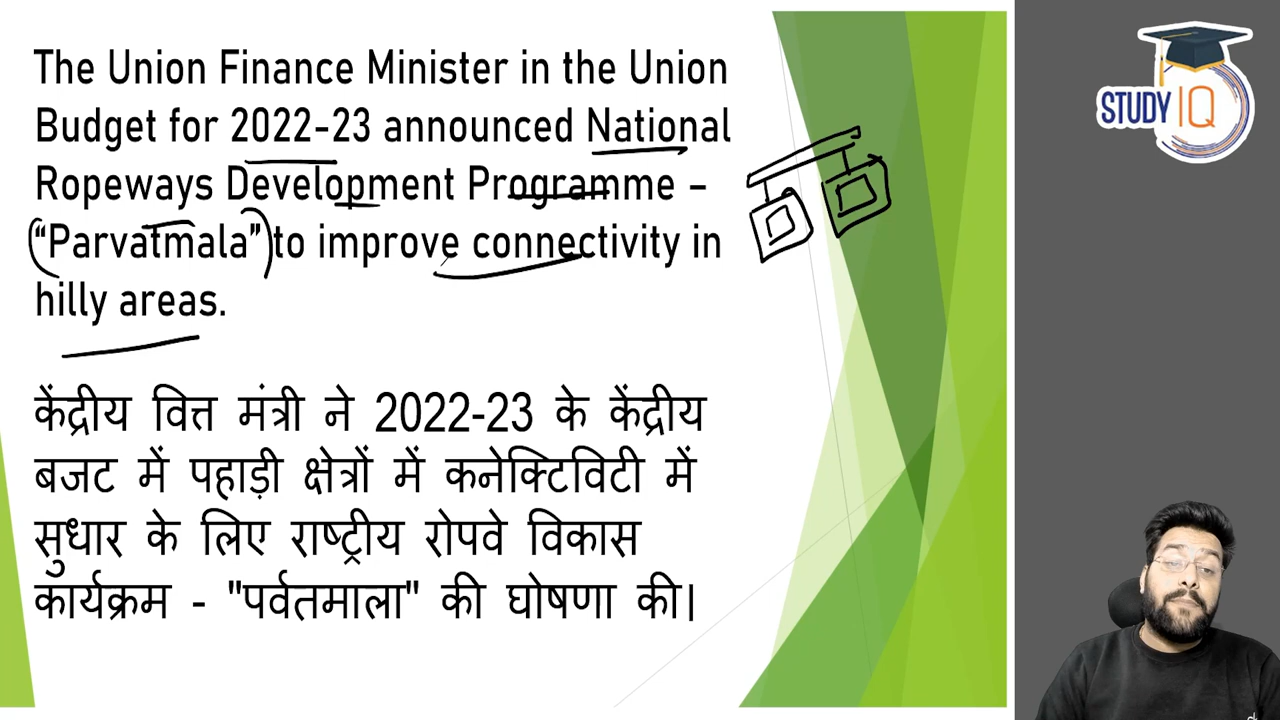 The Union Finance Minister in the Union
Budget for 2022-23 announced National
Ropeways Development Programme –
“Parvatmala” to improve connectivity in
hilly areas.
केंद्रीय वित्त मंत्री ने 2022-23 के केंद्रीय
बजट में पहाड़ी क्षेत्रों में कनेक्टिविटी में
सुधार के लिए राष्ट्रीय रोपवे विकास
कार्यक्रम - "पर्वतमाला" की घोषणा की।
STUDY IQ